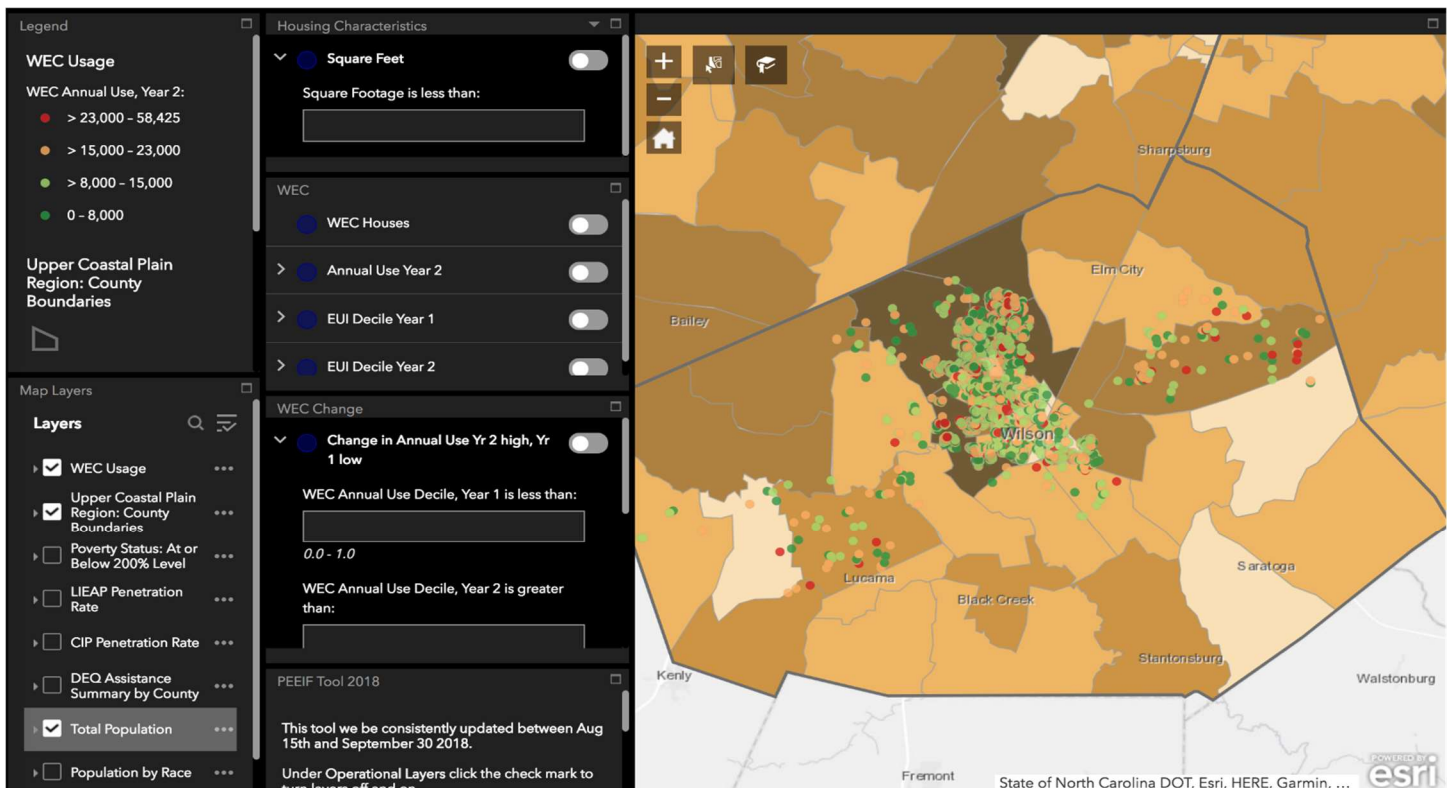 Legend
WEC Usage
WEC Annual Use, Year 2:
> 23,000 – 58,425
> 15,000 – 23,000
> 8,000 – 15,000
0 – 8,000
Upper Coastal Plain
Region: County
Boundaries
Map Layers
Layers
WEC Usage
Upper Coastal Plain
Region: County
Boundaries
Poverty Status: At or
Below 200% Level
LIEAP Penetration
Rate
CIP Penetration Rate
DEQ Assistance
Summary by County
Total Population
Population by Race
Housing Characteristics
Square Feet
Square Footage is less than:
WEC
WEC Houses
Annual Use Year 2
EUI Decile Year 1
EUI Decile Year 2
WEC Change
Change in Annual Use Yr 2 high, Yr
1 low
WEC Annual Use Decile, Year 1 is less than:
0.0 - 1.0
WEC Annual Use Decile, Year 2 is greater
than:
PEEIF Tool 2018
This tool we be consistently updated between Aug
15th and September 30 2018.
Under Operational Layers click the check mark to
turn layers off and on
Sharpsburg
Elm City
Bailey
Wilson
Lucama
Saratoga
Black Creek
Stantonsburg
Kenly
Walstonburg
Fremont
State of North Carolina DOT, Esri, HERE, Garmin, ...
POWERED BY
esri